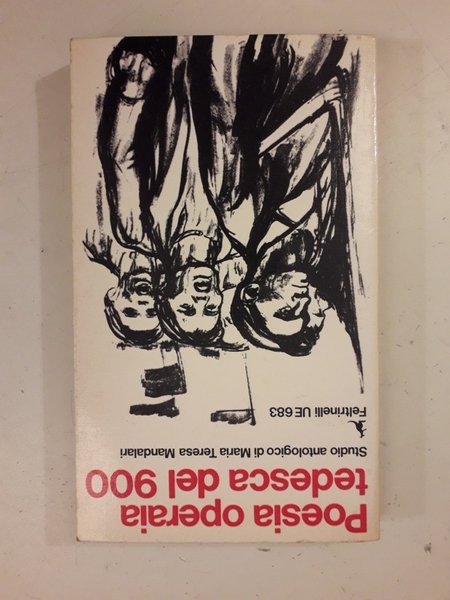 Poesia operaia
tedesca del 900
Studio antologico di Maria Teresa Mandalari
Feltrinelli UE 683